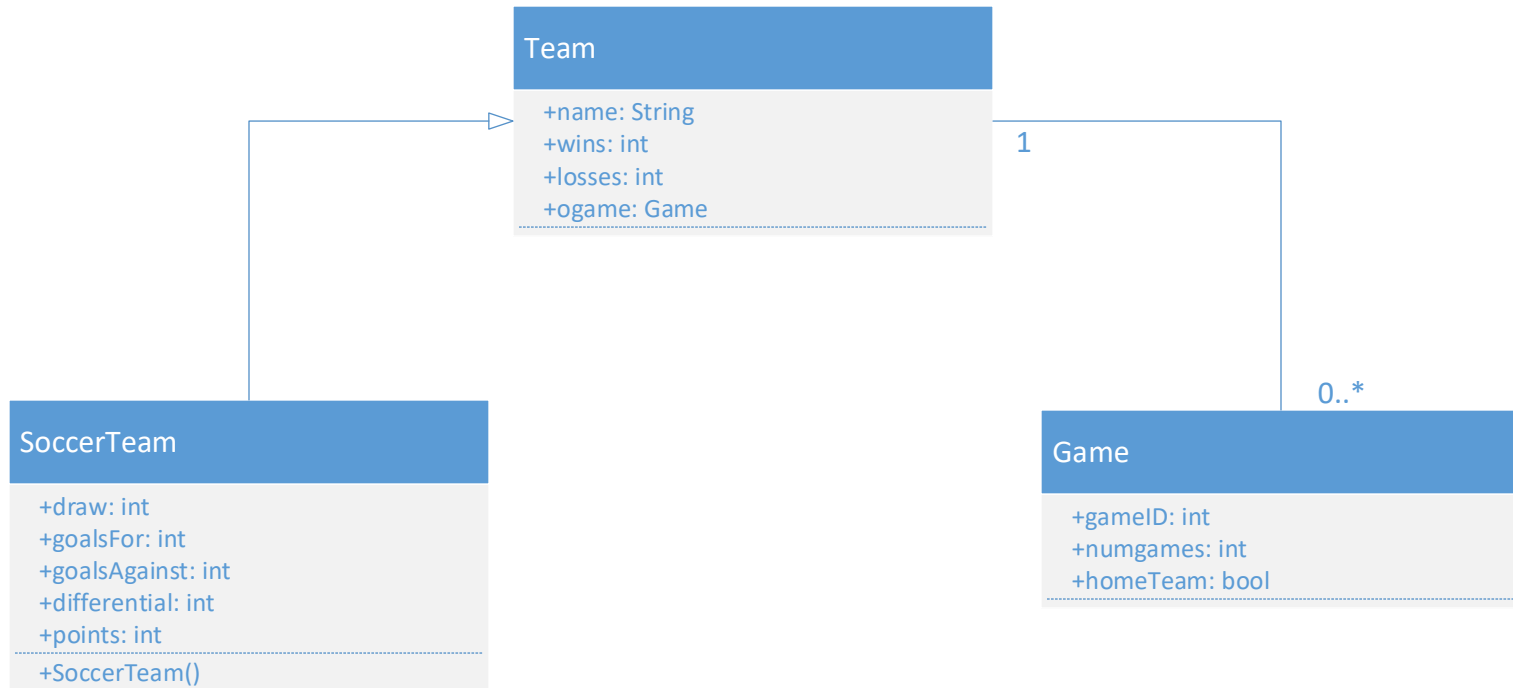 Team
+name: String
+wins: int
+losses: int
+ogame: Game
1
0..*
SoccerTeam
+draw: int
+goalsFor: int
+goalsAgainst: int
+differential: int
+points: int
+SoccerTeam()
Game
+gameID: int
+numgames: int
+homeTeam: bool